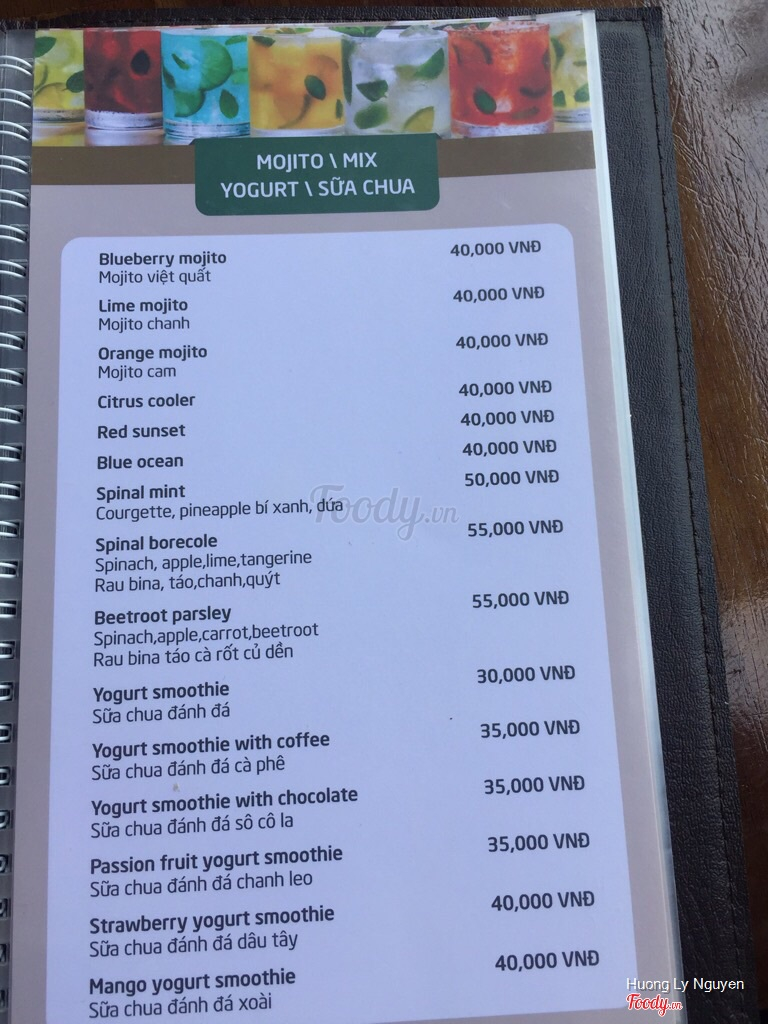 MOJITO \ MIX
YOGURT \ SỮA CHUA
Blueberry mojito 40,000 VNĐ
Mojito việt quất
Lime mojito 40,000 VNĐ
Mojito chanh
Orange mojito 40,000 VNĐ
Mojito cam
Citrus cooler 40,000 VNĐ
Red sunset 40,000 VNĐ
Blue ocean 40,000 VNĐ
Spinal mint 50,000 VNĐ
Courgette, pineapple bí xanh, dứa
Foody.vn
Spinal borecole 55,000 VNĐ
Spinach, apple,lime,tangerine
Rau bina, táo,chanh,quýt
Beetroot parsley 55,000 VNĐ
Spinach,apple,carrot,beetroot
Rau bina táo cà rốt củ dền
Yogurt smoothie 30,000 VNĐ
Sữa chua đánh đá
Yogurt smoothie with coffee 35,000 VNĐ
Sữa chua đánh đá cà phê
Yogurt smoothie with chocolate 35,000 VNĐ
Sữa chua đánh đá sô cô la
Passion fruit yogurt smoothie 35,000 VNĐ
Sữa chua đánh đá chanh leo
Strawberry yogurt smoothie 40,000 VNĐ
Sữa chua đánh đá dâu tây
Mango yogurt smoothie 40,000 VNĐ
Sữa chua đánh đá xoài
Huong Ly Nguyen
Foody.vn